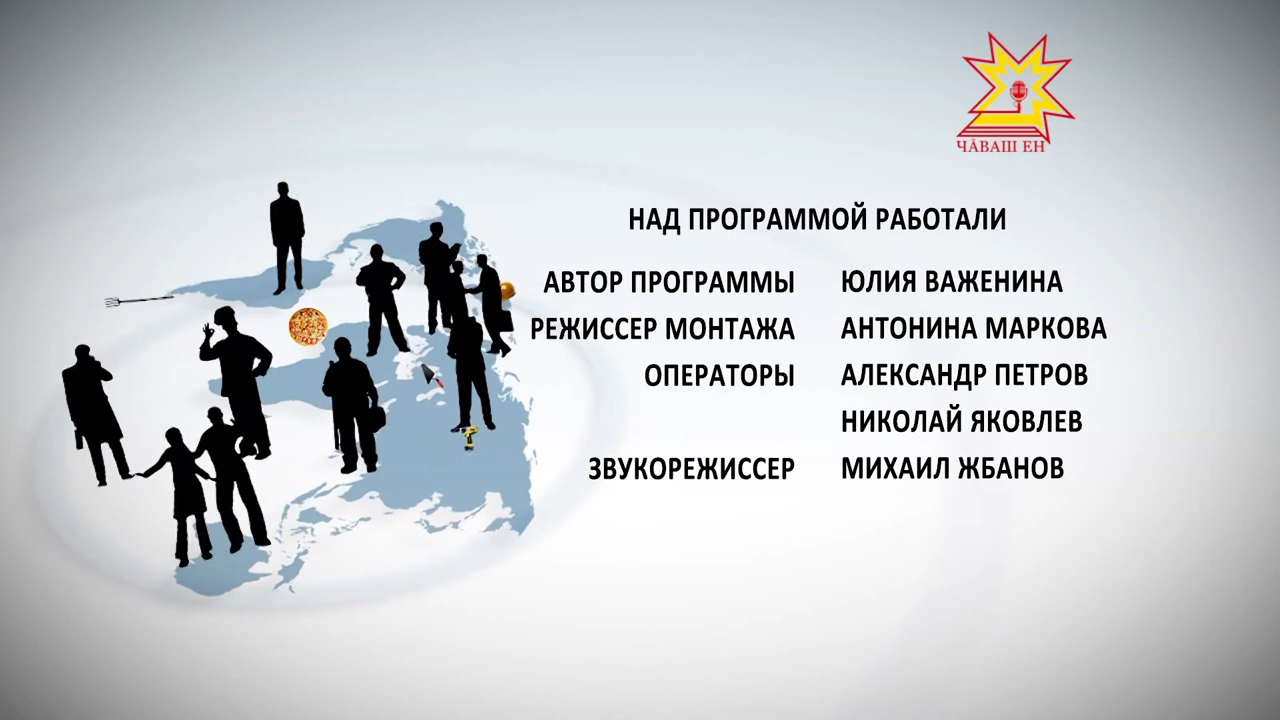 ЧӐВАШ ЕН
НАД ПРОГРАММОЙ РАБОТАЛИ
АВТОР ПРОГРАММЫ ЮЛИЯ ВАЖЕНИНА
РЕЖИССЕР МОНТАЖА АНТОНИНА МАРКОВА
ОПЕРАТОРЫ АЛЕКСАНДР ПЕТРОВ
НИКОЛАЙ ЯКОВЛЕВ
ЗВУКОРЕЖИССЕР МИХАИЛ ЖБАНОВ